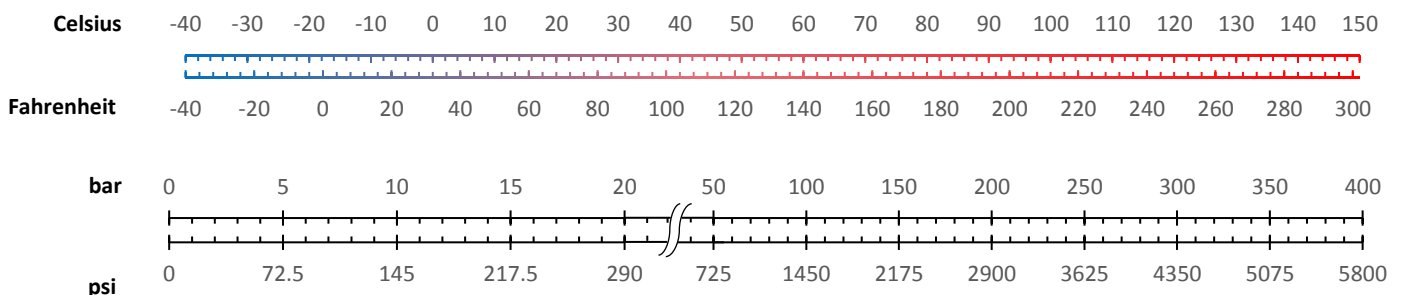 Celsius -40 -30 -20 -10 0 10 20 30 40 50 60 70 80 90 100 110 120 130 140 150
Fahrenheit -40 -20 0 20 40 60 80 100 120 140 160 180 200 220 240 260 280 300
bar 0 5 10 15 20 50 100 150 200 250 300 350 400
psi 0 72.5 145 217.5 290 725 1450 2175 2900 3625 4350 5075 5800